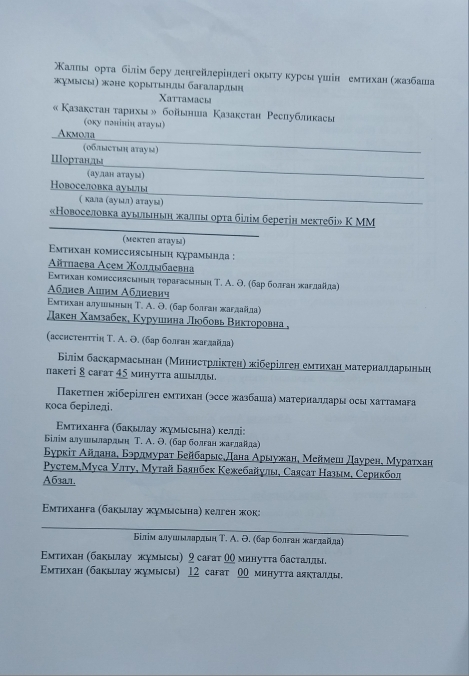 Жалпы орта білім беру деңгейлеріндегі оқыту курсы үшін емтихан (жазбаша
жұмысы) және қорытынды бағалардың
Хаттамасы
« Қазақстан тарихы » бойынша Қазақстан Республикасы
(оқу пәнінің атауы)
Ақмола
(облыстың атауы)
Шортанды
(аудан атауы)
Новоселовка ауылы
( қала (ауыл) атауы)
«Новоселовка ауылының жалпы орта білім беретін мектебі» К ММ
(мектеп атауы)
Емтихан комиссиясының құрамында :
Айтпаева Асем Жолдыбаевна
Емтихан комиссиясының төрағасының Т. А. Ә. (бар болған жағдайда)
Абдиев Ашим Абдиевич
Емтихан алушының Т. А. Ә. (бар болған жағдайда)
Дакен Хамзабек, Курушина Любовь Викторовна ,
(ассистенттің Т. А. Ә. (бар болған жағдайда)
Білім басқармасынан (Министрліктен) жіберілген емтихан материалдарының
пакеті 8 сағат 45 минутта ашылды.
Пакетпен жіберілген емтихан (эссе жазбаша) материалдары осы хаттамаға
қоса беріледі.
Емтиханға (бақылау жұмысына) келді:
Білім алушылардың Т. А. Ә. (бар болған жағдайда)
Бүркіт Айдана, Бэрдмурат Бейбарыс,Дана Арыужан, Меймеш Даурен, Муратхан
Рустем,Муса Улту, Мутай Баянбек Кежебайұлы, Саясат Назым, Серикбол
Абзал.
Емтиханға (бақылау жұмысына) келген жоқ:
Білім алушылардың Т. А. Ә. (бар болған жағдайда)
Емтихан (бақылау жұмысы) 9 сағат 00 минутта басталды.
Емтихан (бақылау жұмысы) 12 сағат 00 минутта аяқталды.